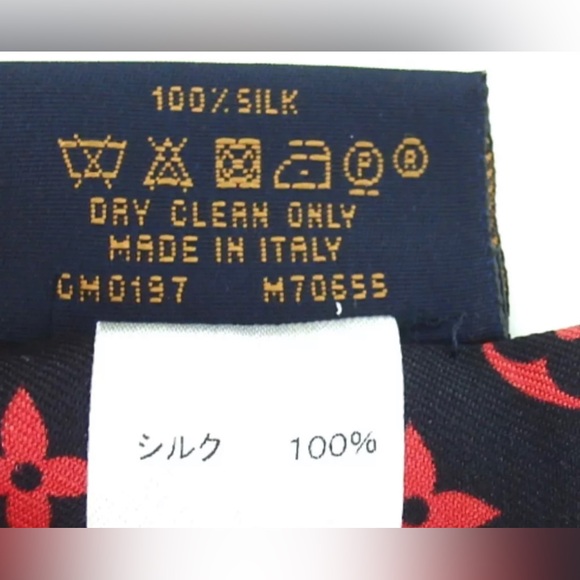 100% SILK
P R
DRY CLEAN ONLY
MADE IN ITALY
GM0197 M70655
シルク 100%